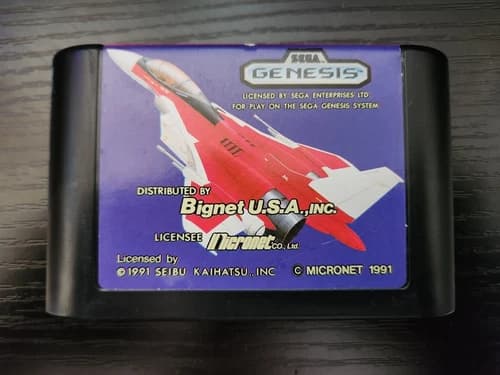 SEGA
GENESIS
LICENSED BY SEGA ENTERPRISES LTD.
FOR PLAY ON THE SEGA GENESIS SYSTEM.
DISTRIBUTED BY
Bignet U.S.A.,INC.
LICENSEE Micronet CO., Ltd.
Licensed by
©1991 SEIBU KAIHATSU., INC © MICRONET 1991